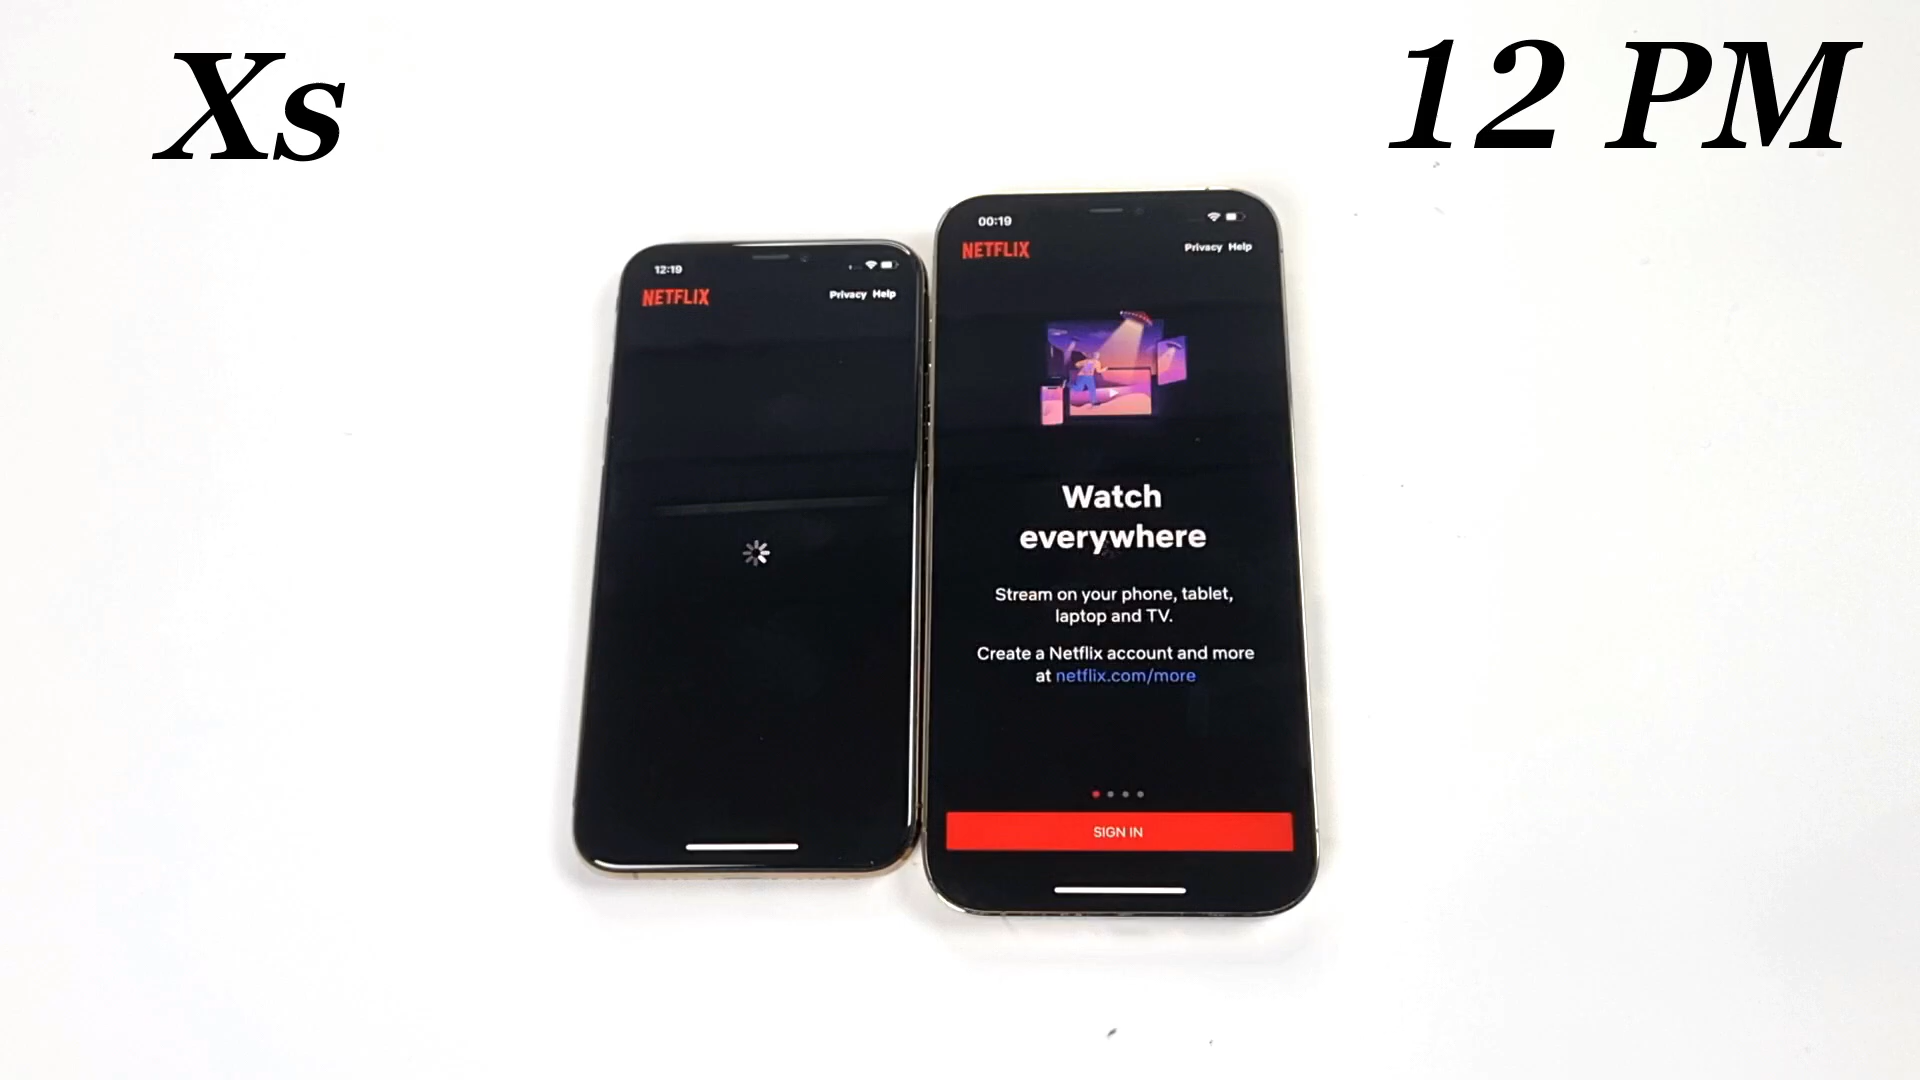 Xs
12 PM
12:19
NETFLIX
Privacy Help
00:19
NETFLIX
Privacy Help
Watch
everywhere
Stream on your phone, tablet,
laptop and TV.
Create a Netflix account and more
at netflix.com/more
SIGN IN